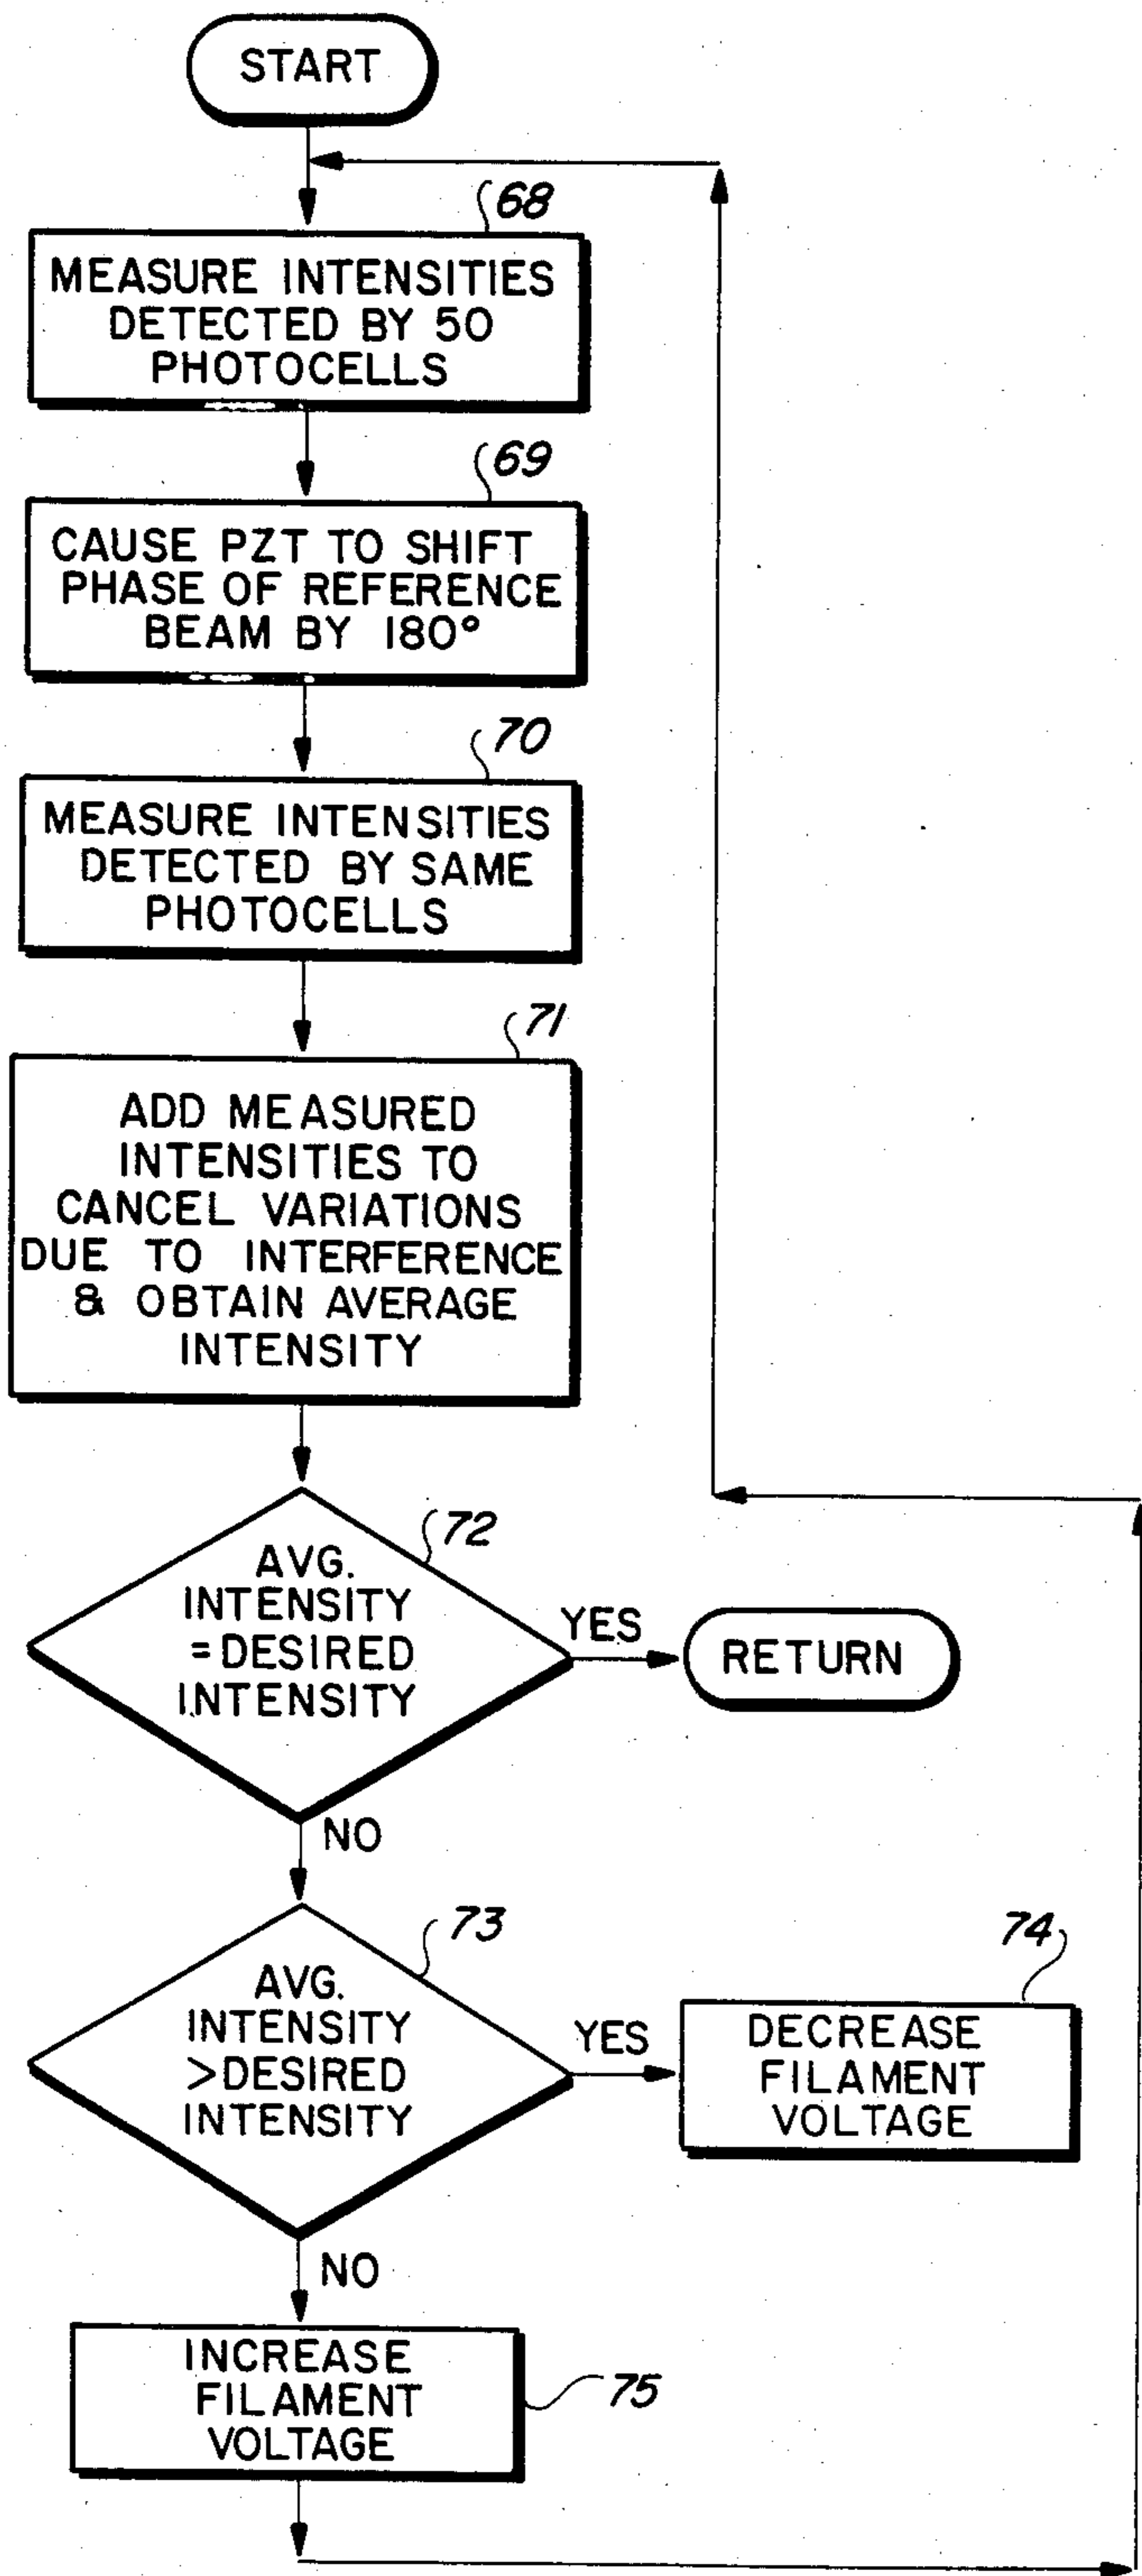 START
68
MEASURE INTENSITIES
DETECTED BY 50
PHOTOCELLS
69
CAUSE PZT TO SHIFT
PHASE OF REFERENCE
BEAM BY 180°
70
MEASURE INTENSITIES
DETECTED BY SAME
PHOTOCELLS
71
ADD MEASURED
INTENSITIES TO
CANCEL VARIATIONS
DUE TO INTERFERENCE
& OBTAIN AVERAGE
INTENSITY
72
AVG.
INTENSITY
=DESIRED
INTENSITY
YES
RETURN
NO
73
AVG.
INTENSITY
>DESIRED
INTENSITY
YES
74
DECREASE
FILAMENT
VOLTAGE
NO
INCREASE
FILAMENT
VOLTAGE
75